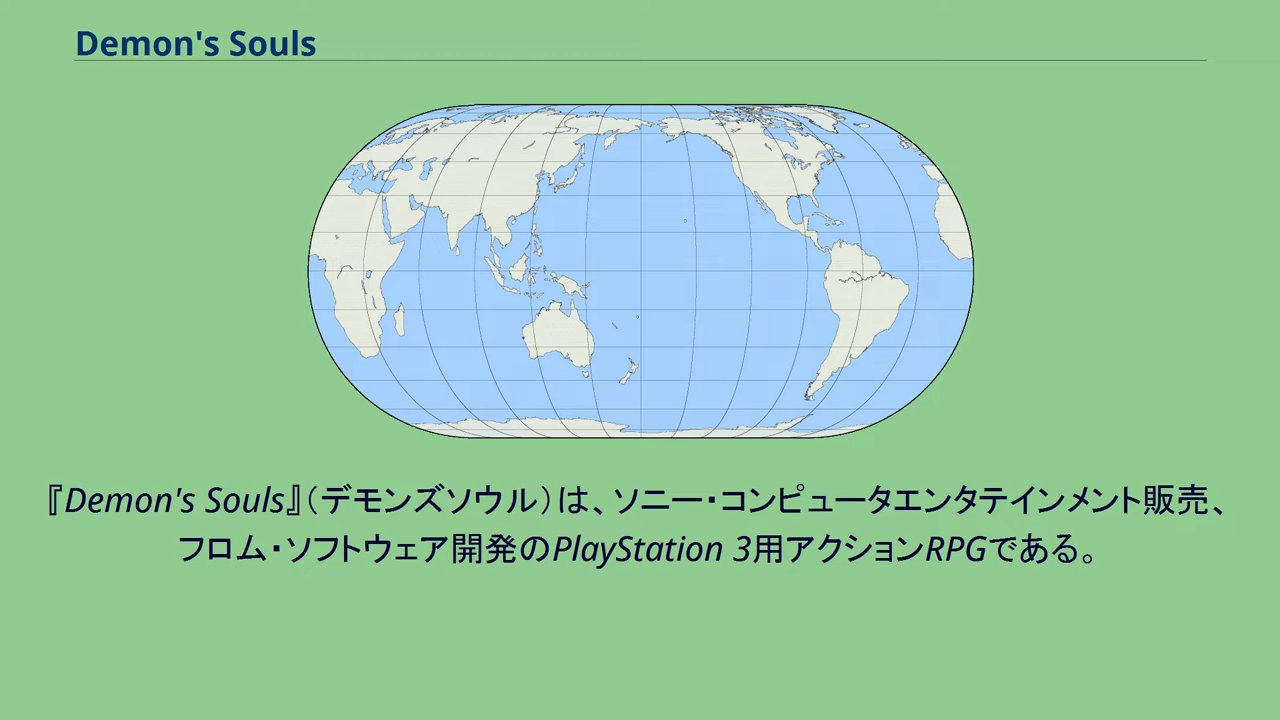 Demon's Souls
『Demon's Souls』（デモンズソウル）は、ソニー・コンピュータエンタテインメント販売、
フロム・ソフトウェア開発のPlayStation 3用アクションRPGである。